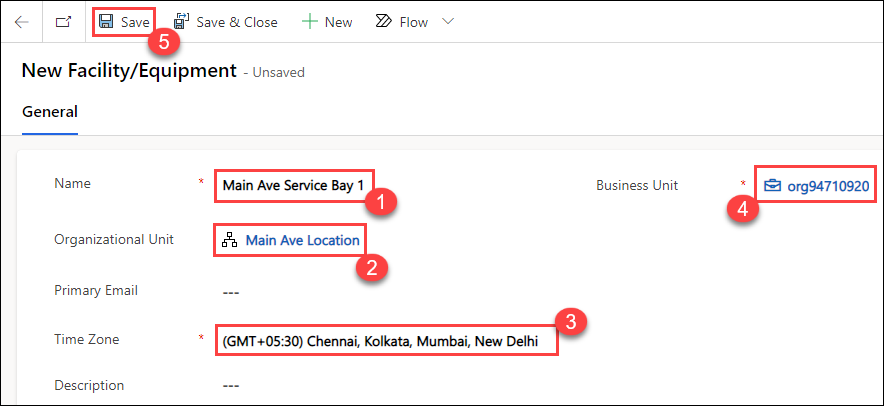 Save Save & Close New Flow
5
New Facility/Equipment - Unsaved
General
Name * Main Ave Service Bay 1 Business Unit * org94710920
1 4
Organizational Unit Main Ave Location
2
Primary Email ---
3
Time Zone * (GMT+05:30) Chennai, Kolkata, Mumbai, New Delhi
Description ---